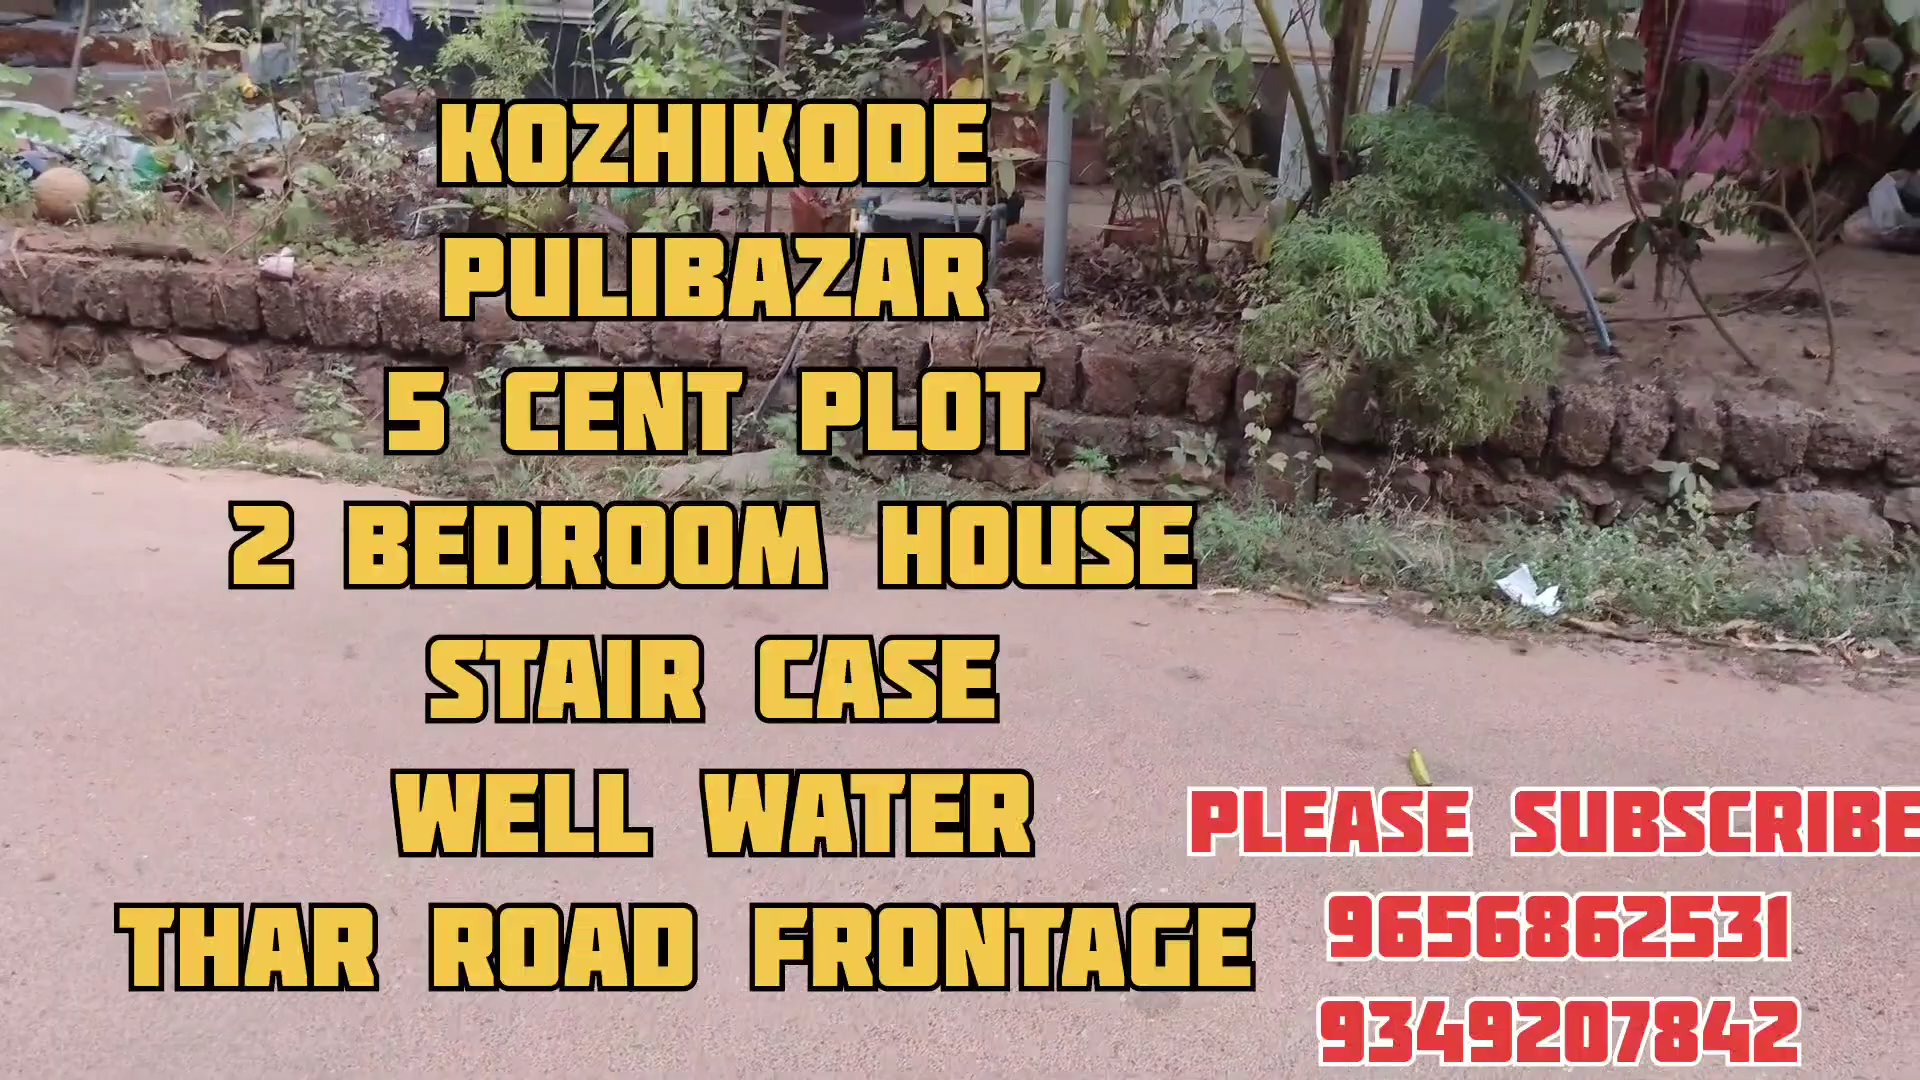 KOZHIKODE
PULIBAZAR
5 CENT PLOT
2 BEDROOM HOUSE
STAIR CASE
WELL WATER
THAR ROAD FRONTAGE
PLEASE SUBSCRIBE
9656862531
9349207842